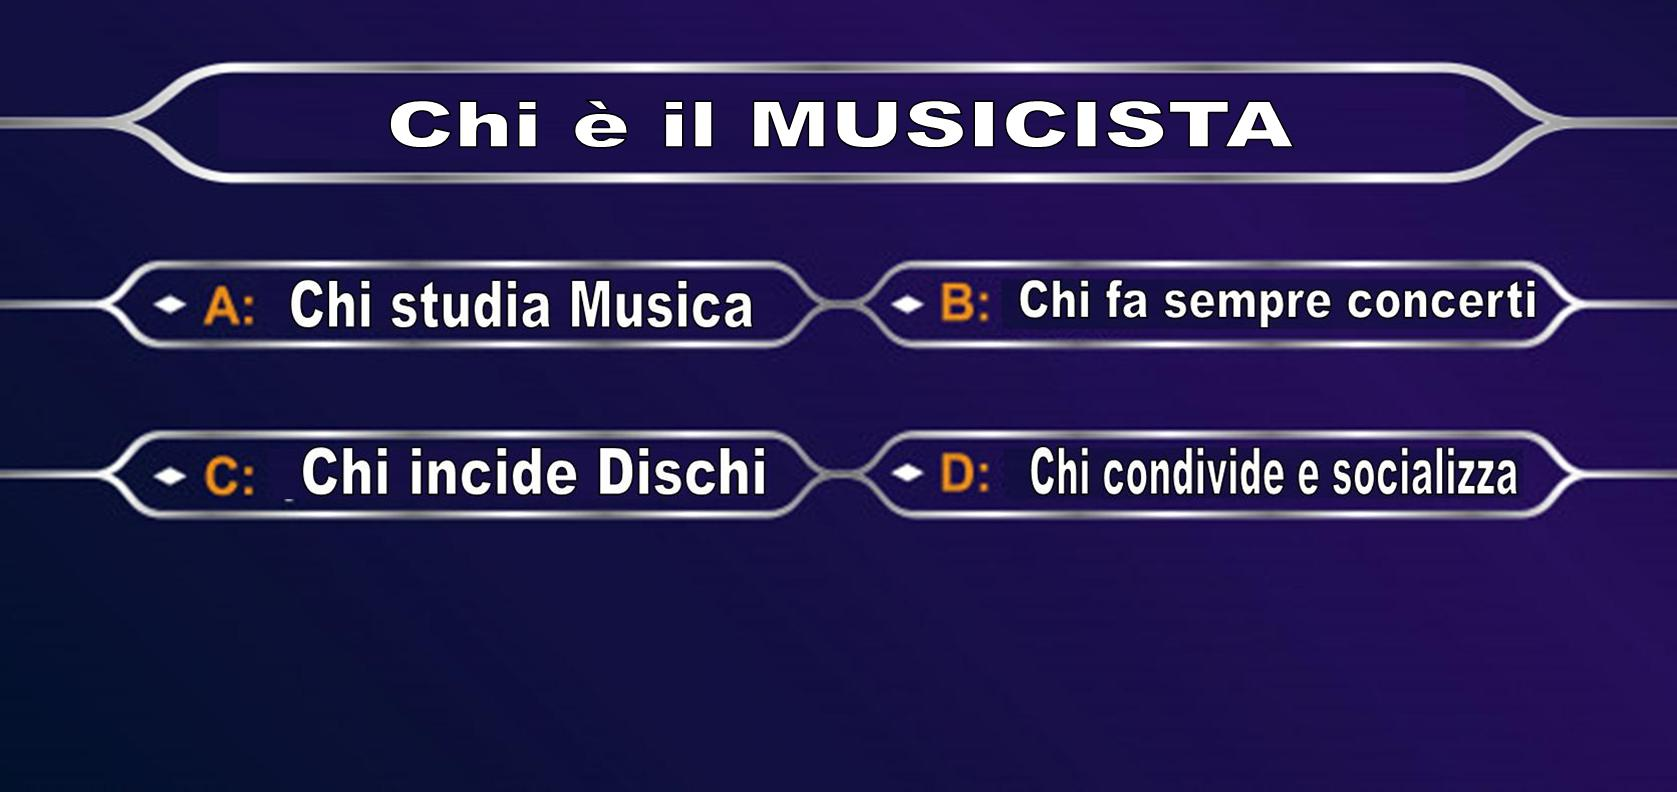 Chi è il MUSICISTA
A: Chi studia Musica
B: Chi fa sempre concerti
C: Chi incide Dischi
D: Chi condivide e socializza